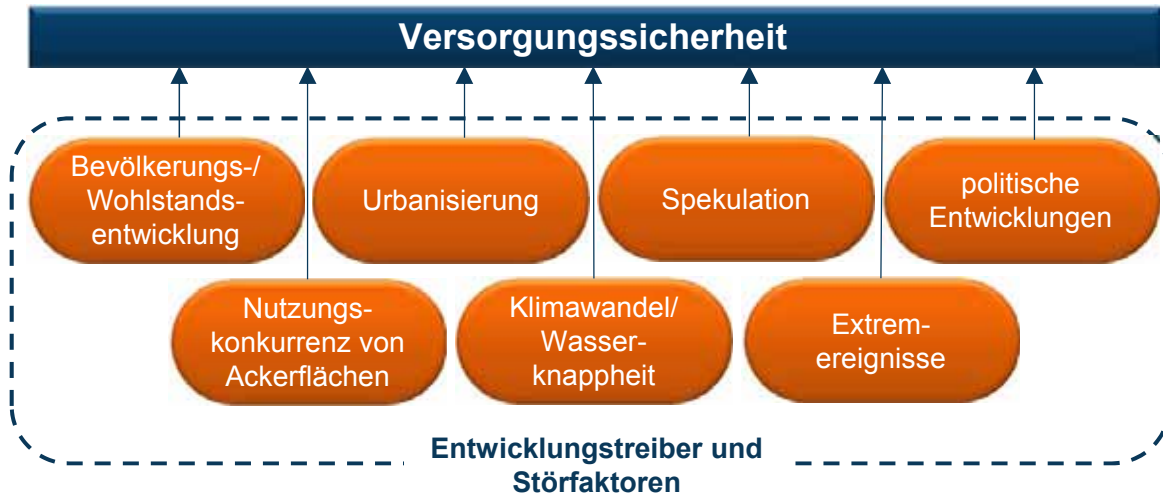 Versorgungssicherheit
Bevölkerungs-/
Wohlstands-
entwicklung
Urbanisierung
Spekulation
politische
Entwicklungen
Nutzungs-
konkurrenz von
Ackerflächen
Klimawandel/
Wasser-
knappheit
Extrem-
ereignisse
Entwicklungstreiber und
Störfaktoren